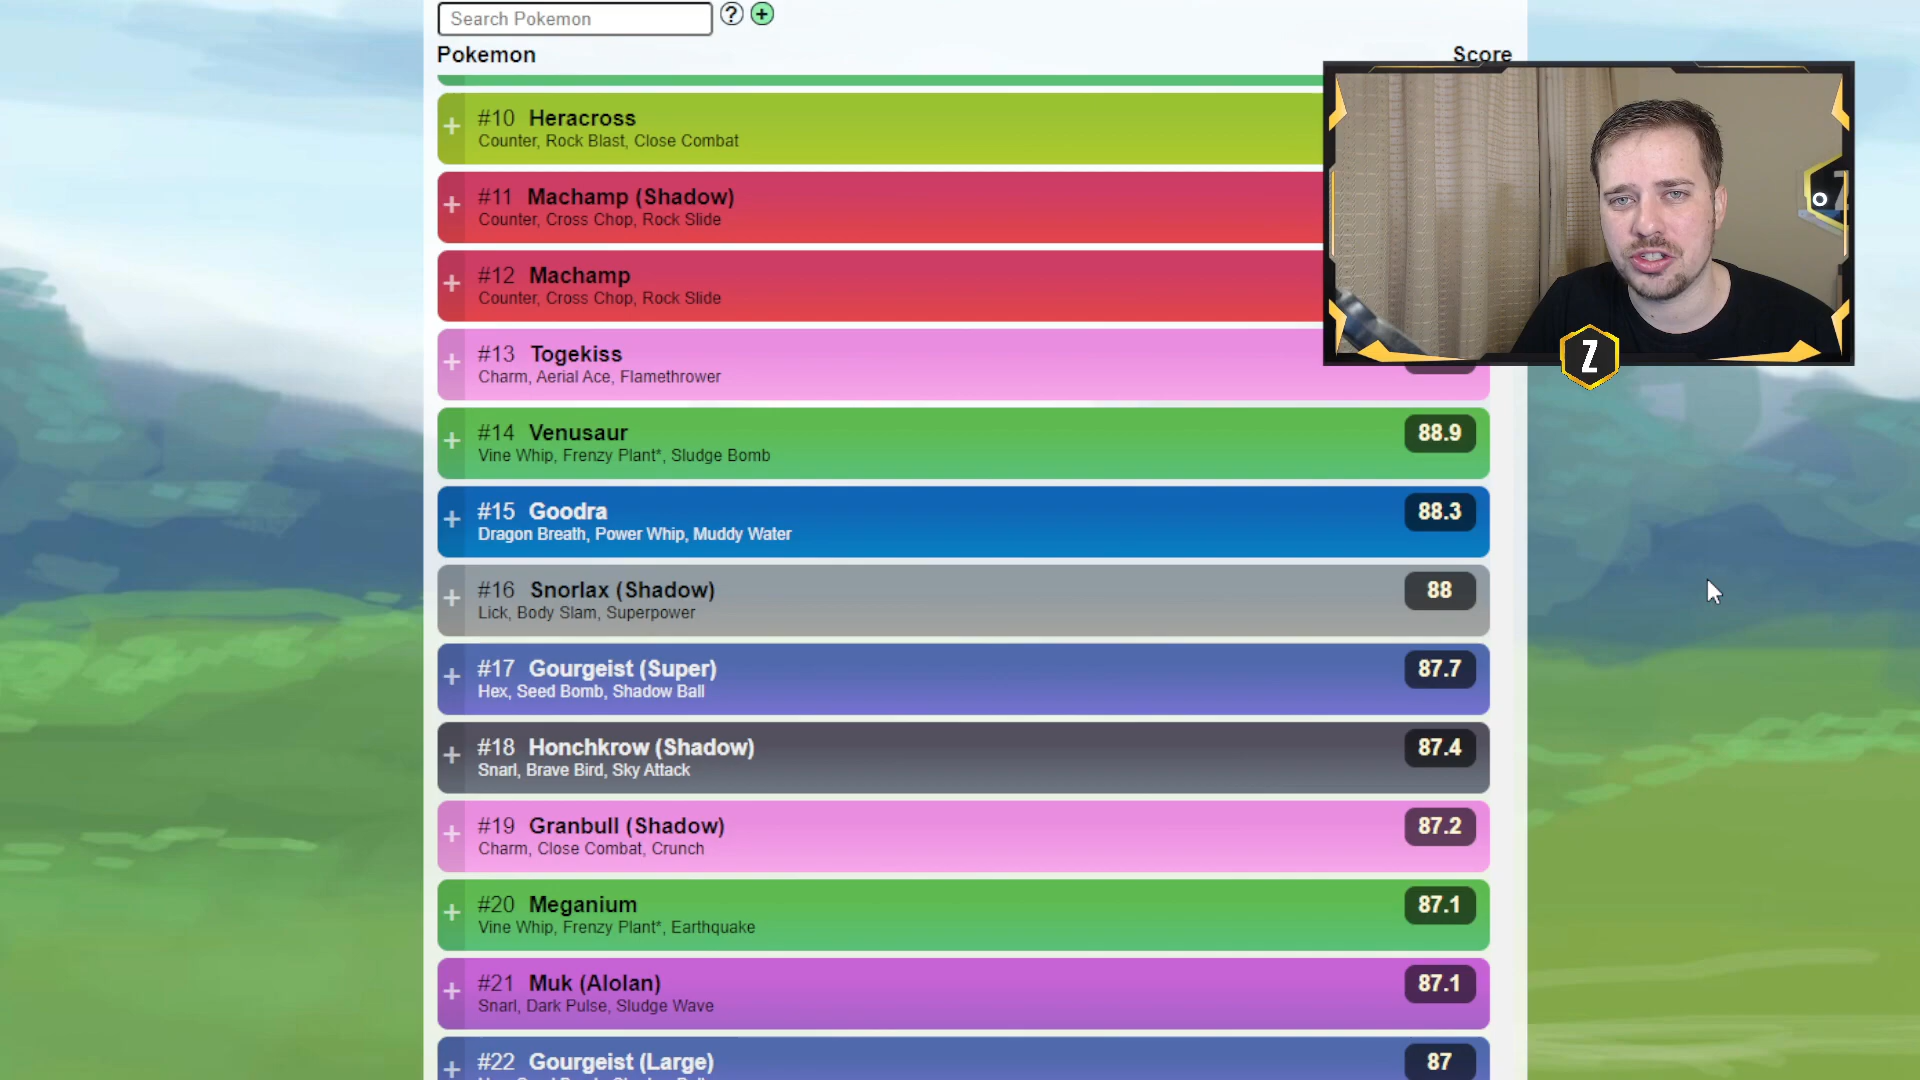 Search Pokemon
?
+
Pokemon
Score
#10 Heracross
Counter, Rock Blast, Close Combat
#11 Machamp (Shadow)
Counter, Cross Chop, Rock Slide
#12 Machamp
Counter, Cross Chop, Rock Slide
#13 Togekiss
Charm, Aerial Ace, Flamethrower
Z
#14 Venusaur
88.9
Vine Whip, Frenzy Plant*, Sludge Bomb
#15 Goodra
88.3
Dragon Breath, Power Whip, Muddy Water
#16 Snorlax (Shadow)
88
Lick, Body Slam, Superpower
#17 Gourgeist (Super)
87.7
Hex, Seed Bomb, Shadow Ball
#18 Honchkrow (Shadow)
87.4
Snarl, Brave Bird, Sky Attack
#19 Granbull (Shadow)
87.2
Charm, Close Combat, Crunch
#20 Meganium
87.1
Vine Whip, Frenzy Plant*, Earthquake
#21 Muk (Alolan)
87.1
Snarl, Dark Pulse, Sludge Wave
#22 Gourgeist (Large)
87